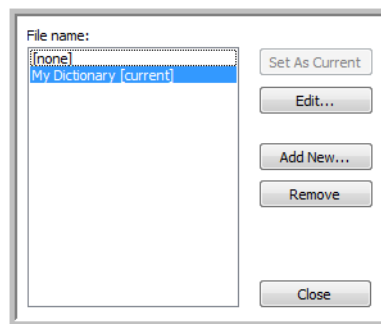 File name:
[none]
My Dictionary [current]
Set As Current
Edit...
Add New...
Remove
Close